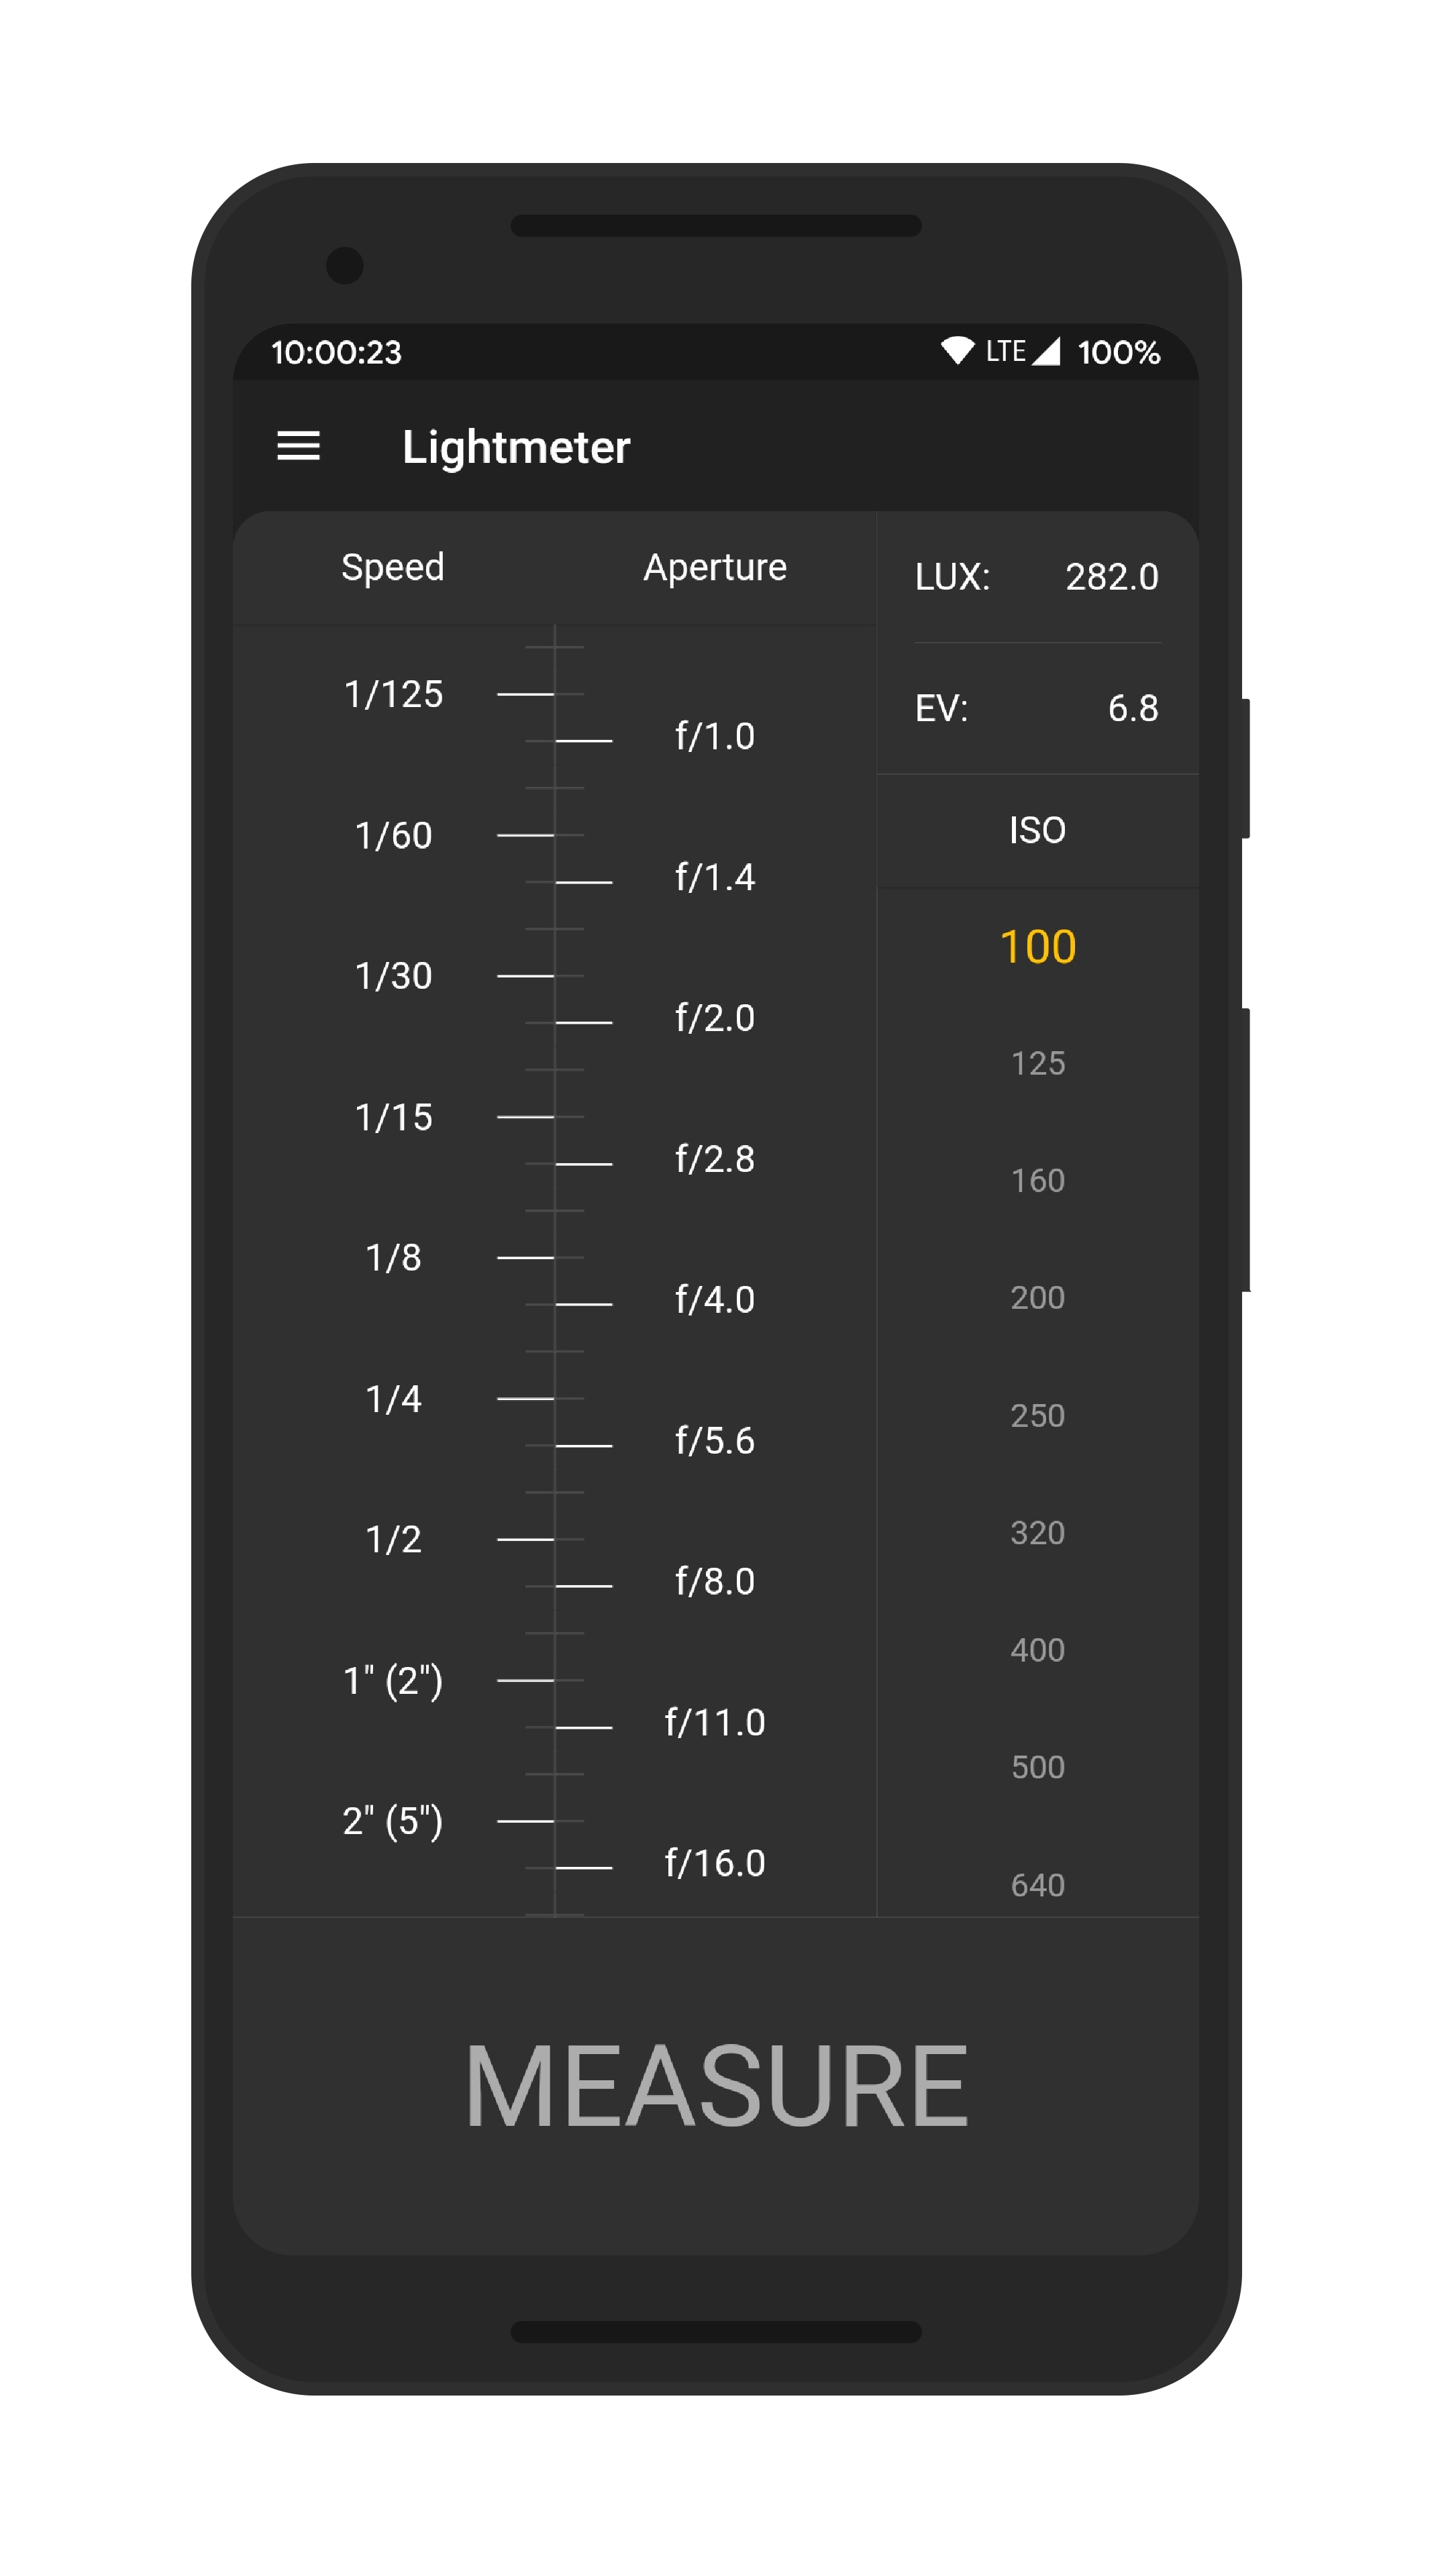 10:00:23 LTE 100%
Lightmeter
Speed Aperture
LUX: 282.0
EV: 6.8
1/125
f/1.0
1/60
f/1.4
1/30
f/2.0
1/15
f/2.8
1/8
f/4.0
1/4
f/5.6
1/2
f/8.0
1" (2")
f/11.0
2" (5")
f/16.0
ISO
100
125
160
200
250
320
400
500
640
MEASURE